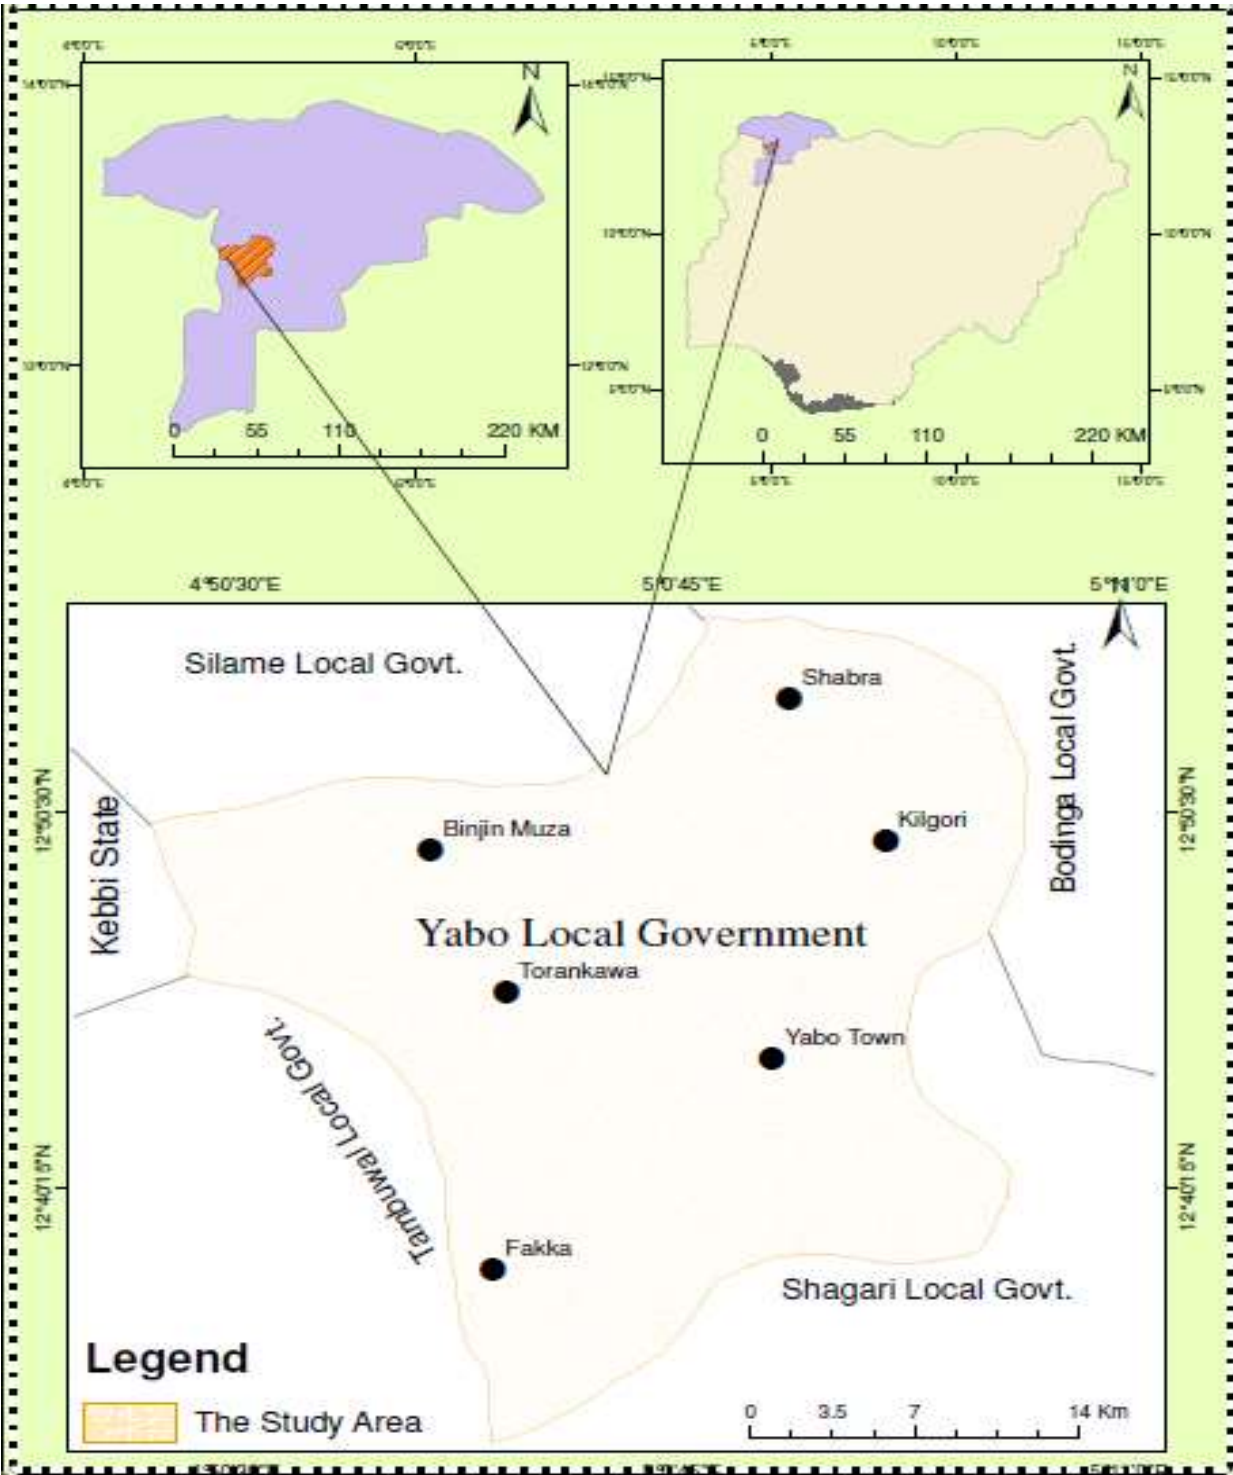 N
N
0 55 110 220 KM
0 55 110 220 KM
4°50'30"E 5°0'45"E 5°11'0"E
N
Silame Local Govt.
Shabra
Bodinga Local Govt.
12°50'30"N
12°50'30"N
Kebbi State
Binjin Muza
Kilgori
Yabo Local Government
Torankawa
Yabo Town
Tambuwal Local Govt.
12°40'15"N
12°40'15"N
Fakka
Shagari Local Govt.
Legend
The Study Area
0 3.5 7 14 Km